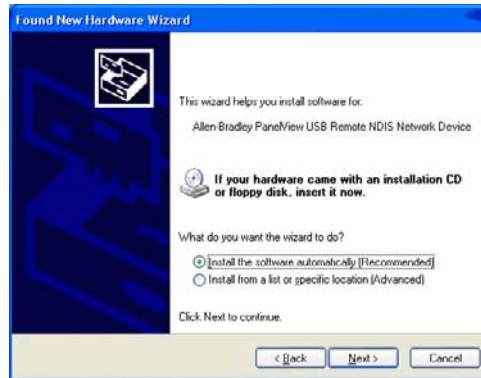 Found New Hardware Wizard
This wizard helps you install software for:
Allen-Bradley PanelView USB Remote NDIS Network Device
If your hardware came with an installation CD
or floppy disk, insert it now.
What do you want the wizard to do?
Install the software automatically (Recommended)
Install from a list or specific location (Advanced)
Click Next to continue.
< Back
Next >
Cancel